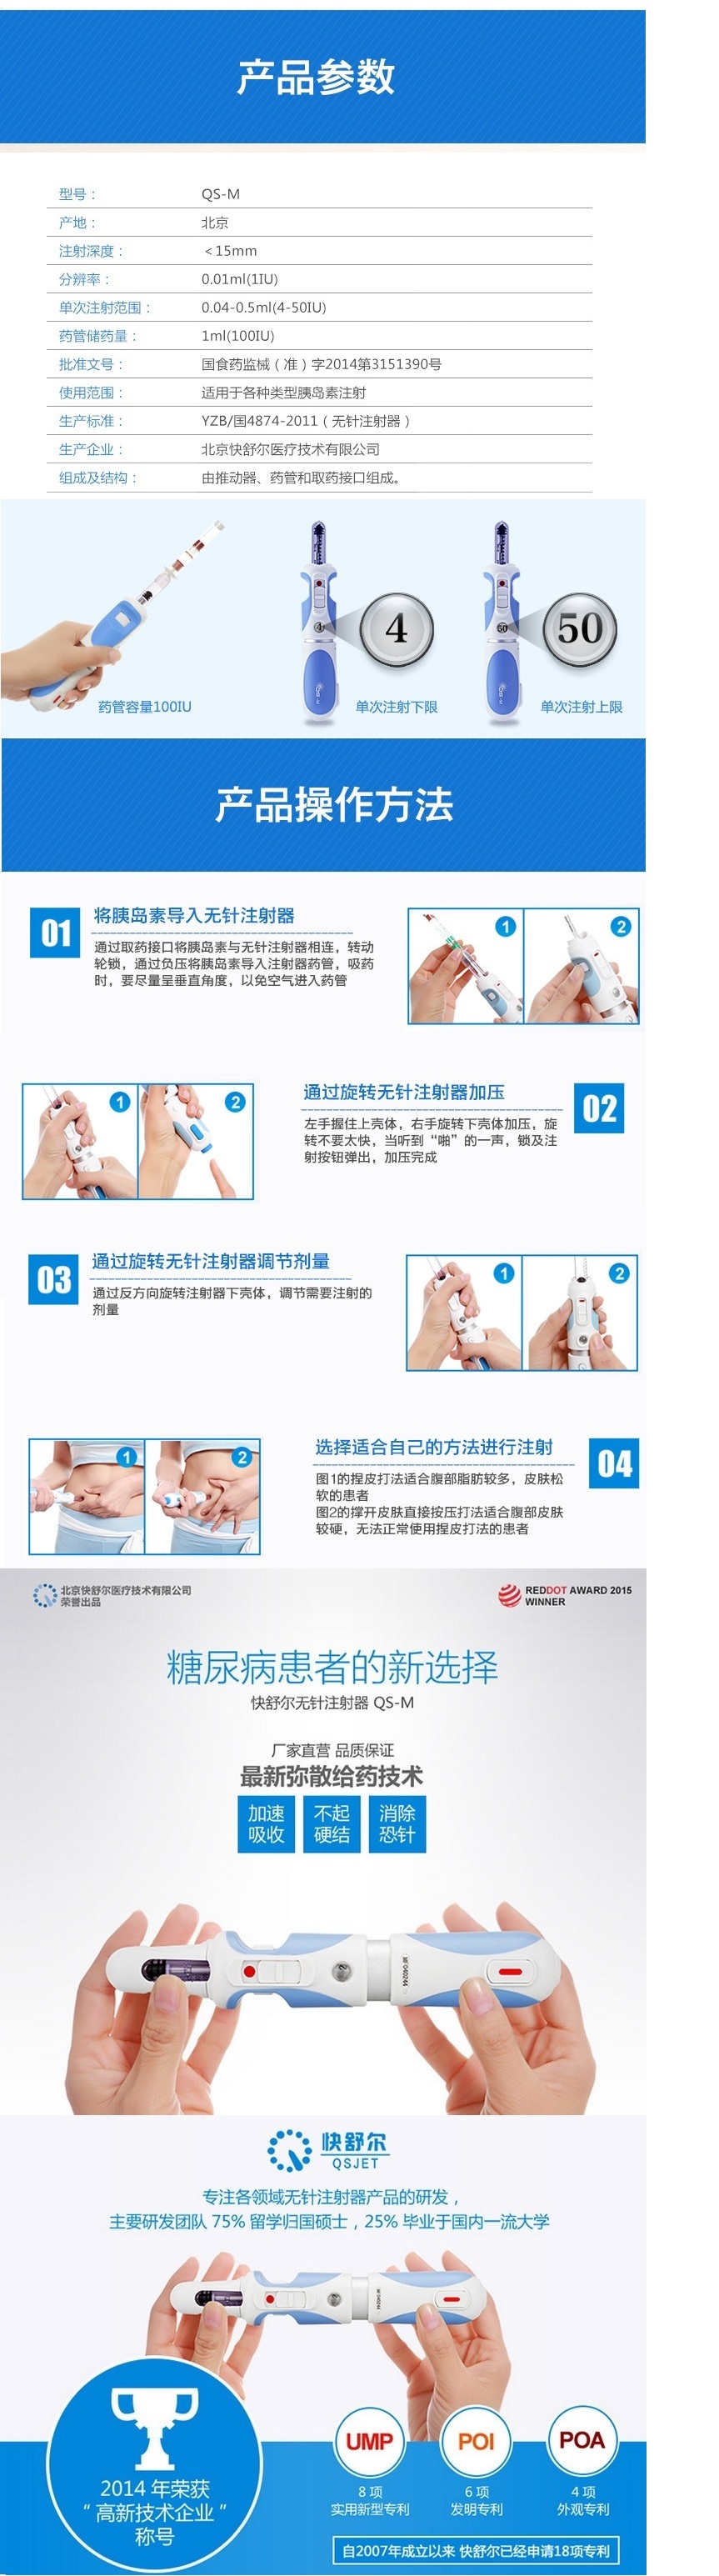 产品参数
型号： QS-M
产地： 北京
注射深度： ＜15mm
分辨率： 0.01ml(1IU)
单次注射范围： 0.04-0.5ml(4-50IU)
药管储药量： 1ml(100IU)
批准文号： 国食药监械（准）字2014第3151390号
使用范围： 适用于各种类型胰岛素注射
生产标准： YZB/国4874-2011（无针注射器）
生产企业： 北京快舒尔医疗技术有限公司
组成及结构： 由推动器、药管和取药接口组成。
4
4
50
50
药管容量100IU
单次注射下限
单次注射上限
产品操作方法
01
将胰岛素导入无针注射器
通过取药接口将胰岛素与无针注射器相连，转动
轮锁，通过负压将胰岛素导入注射器药管，吸药
时，要尽量呈垂直角度，以免空气进入药管
1
2
1
2
通过旋转无针注射器加压
左手握住上壳体，右手旋转下壳体加压，旋
转不要太快，当听到“啪”的一声，锁及注
射按钮弹出，加压完成
02
03
通过旋转无针注射器调节剂量
通过反方向旋转注射器下壳体，调节需要注射的
剂量
1
2
1
2
选择适合自己的方法进行注射
图1的捏皮打法适合腹部脂肪较多，皮肤松
软的患者
图2的撑开皮肤直接按压打法适合腹部皮肤
较硬，无法正常使用捏皮打法的患者
04
北京快舒尔医疗技术有限公司
荣誉出品
REDDOT AWARD 2015
WINNER
糖尿病患者的新选择
快舒尔无针注射器 QS-M
厂家直营 品质保证
最新弥散给药技术
加速
吸收
不起
硬结
消除
恐针
快舒尔
QSJET
专注各领域无针注射器产品的研发，
主要研发团队 75% 留学归国硕士，25% 毕业于国内一流大学
2014 年荣获
“ 高新技术企业 ”
称号
UMP
POI
POA
8 项
实用新型专利
6 项
发明专利
4 项
外观专利
自2007年成立以来 快舒尔已经申请18项专利